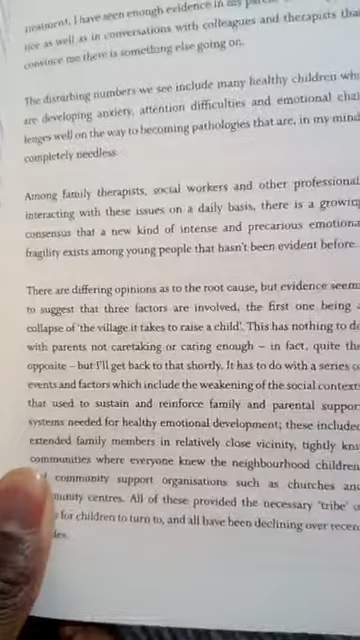 treatment, I have seen enough evidence in my
tice as well as in conversations with colleagues and therapists tha
convince me there is something else going on.
The disturbing numbers we see include many healthy children wh
are developing anxiety, attention difficulties and emotional chal
lenges well on the way to becoming pathologies that are, in my mind
completely needless.
Among family therapists, social workers and other professional
interacting with these issues on a daily basis, there is a growing
consensus that a new kind of intense and precarious emotiona
fragility exists among young people that hasn't been evident before.
There are differing opinions as to the root cause, but evidence seem
to suggest that three factors are involved, the first one being a
collapse of 'the village it takes to raise a child'. This has nothing to d
with parents not caretaking or caring enough – in fact, quite th
opposite – but I'll get back to that shortly. It has to do with a series o
events and factors which include the weakening of the social context
that used to sustain and reinforce family and parental suppor
systems needed for healthy emotional development; these include
extended family members in relatively close vicinity, tightly kni
communities where everyone knew the neighbourhood children
community support organisations such as churches and
munity centres. All of these provided the necessary 'tribe' o
for children to turn to, and all have been declining over recen
des.